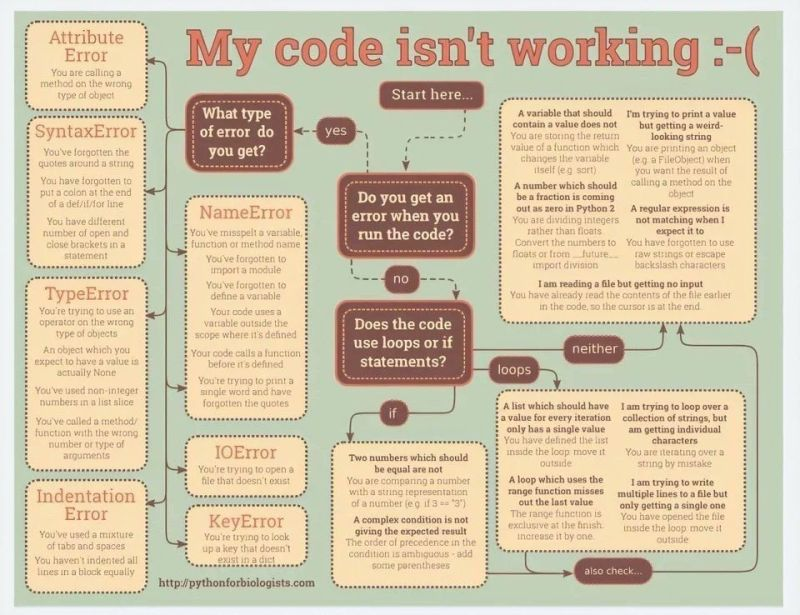 My code isn't working :-(
Attribute
Error
You are calling a
method on the wrong
type of object
SyntaxError
You've forgotten the
quotes around a string
You have forgotten to
put a colon at the end
of a def/if/for line
You have different
number of open and
close brackets in a
statement
TypeError
You're trying to use an
operator on the wrong
type of objects
An object which you
expect to have a value is
actually None
You've used non-integer
numbers in a list slice
You've called a method/
function with the wrong
number or type of
arguments
Indentation
Error
You've used a mixture
of tabs and spaces
You haven't indented all
lines in a block equally
What type
of error do
you get?
yes
Start here...
Do you get an
error when you
run the code?
no
NameError
You've misspelt a variable,
function or method name
You've forgotten to
import a module
You've forgotten to
define a variable
Your code uses a
variable outside the
scope where it's defined
Your code calls a function
before it's defined
You're trying to print a
single word and have
forgotten the quotes
IOError
You're trying to open a
file that doesn't exist
KeyError
You're trying to look
up a key that doesn't
exist in a dict
http://pythonforbiologists.com
Does the code
use loops or if
statements?
neither
loops
if
A variable that should
contain a value does not
You are storing the return
value of a function which
changes the variable
itself (e.g. sort)
A number which should
be a fraction is coming
out as zero in Python 2
You are dividing integers
rather than floats.
Convert the numbers to
floats or from __future__
import division
I'm trying to print a value
but getting a weird-
looking string
You are printing an object
(e.g. a FileObject) when
you want the result of
calling a method on the
object
A regular expression is
not matching when I
expect it to
You have forgotten to use
raw strings or escape
backslash characters
I am reading a file but getting no input
You have already read the contents of the file earlier
in the code, so the cursor is at the end.
Two numbers which should
be equal are not
You are comparing a number
with a string representation
of a number (e.g. if 3 == "3")
A complex condition is not
giving the expected result
The order of precedence in the
condition is ambiguous - add
some parentheses
A list which should have
a value for every iteration
only has a single value
You have defined the list
inside the loop: move it
outside
A loop which uses the
range function misses
out the last value
The range function is
exclusive at the finish:
increase it by one.
I am trying to loop over a
collection of strings, but
am getting individual
characters
You are iterating over a
string by mistake
I am trying to write
multiple lines to a file but
only getting a single one
You have opened the file
inside the loop: move it
outside
also check...